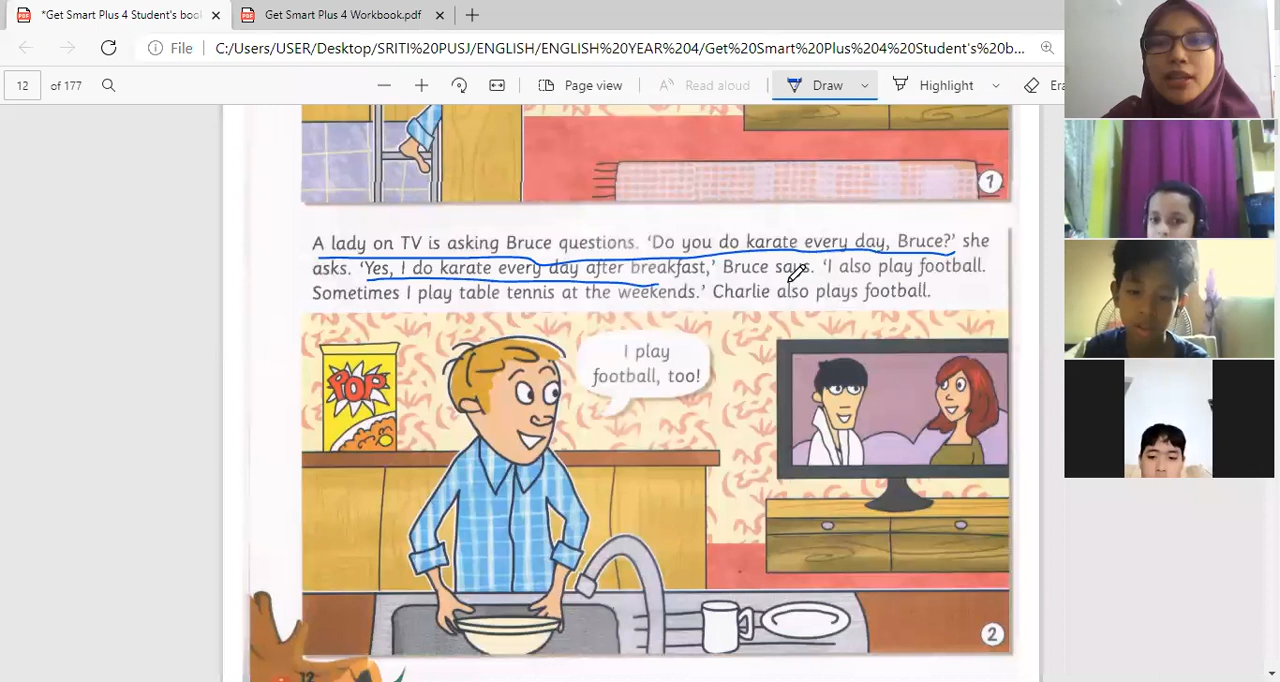 *Get Smart Plus 4 Student's boo
Get Smart Plus 4 Workbook.pdf
File
C:/Users/USER/Desktop/SRITI%20PUSJ/ENGLISH/ENGLISH%20YEAR%204/Get%20Smart%20Plus%204%20Student's%20b...
12 of 177
Page view
Read aloud
Draw
Highlight
Era
1
A lady on TV is asking Bruce questions. 'Do you do karate every day, Bruce?' she
asks. 'Yes, I do karate every day after breakfast,' Bruce says. 'I also play football.
Sometimes I play table tennis at the weekends.' Charlie also plays football.
I play
football, too!
POP
2
12